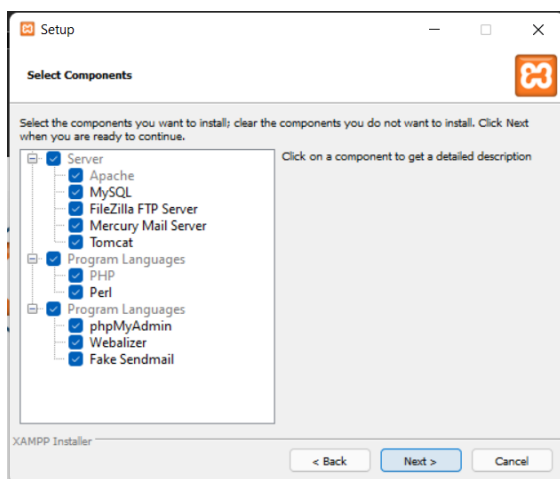 Setup
Select Components
Select the components you want to install; clear the components you do not want to install. Click Next
when you are ready to continue.
Server
Apache
MySQL
FileZilla FTP Server
Mercury Mail Server
Tomcat
Program Languages
PHP
Perl
Program Languages
phpMyAdmin
Webalizer
Fake Sendmail
Click on a component to get a detailed description
XAMPP Installer
< Back
Next >
Cancel